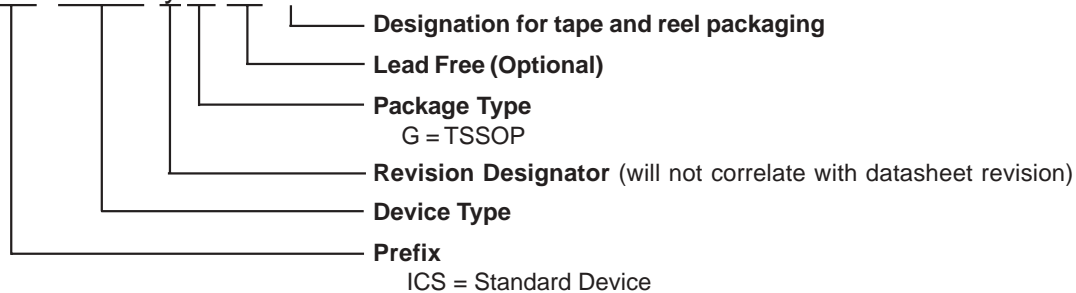 Designation for tape and reel packaging
Lead Free (Optional)
Package Type
G = TSSOP
Revision Designator (will not correlate with datasheet revision)
Device Type
Prefix
ICS = Standard Device